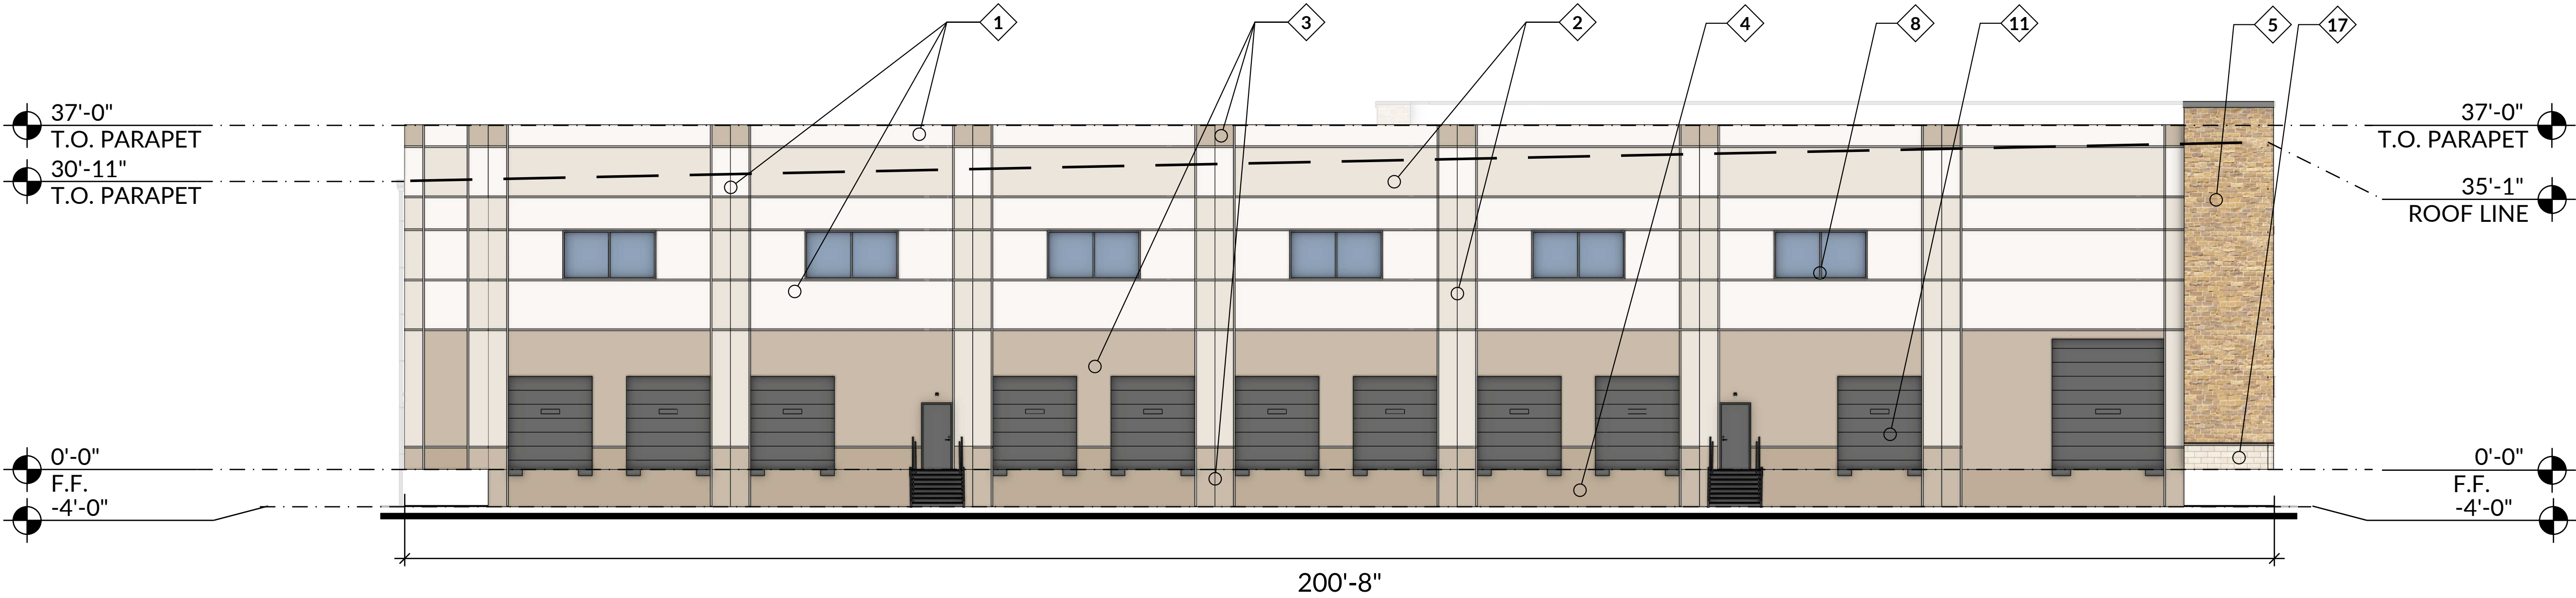 1
3
2
4
8
11
5
17
37'-0"
T.O. PARAPET
30'-11"
T.O. PARAPET
0'-0"
F.F.
-4'-0"
37'-0"
T.O. PARAPET
35'-1"
ROOF LINE
0'-0"
F.F.
-4'-0"
200'-8"